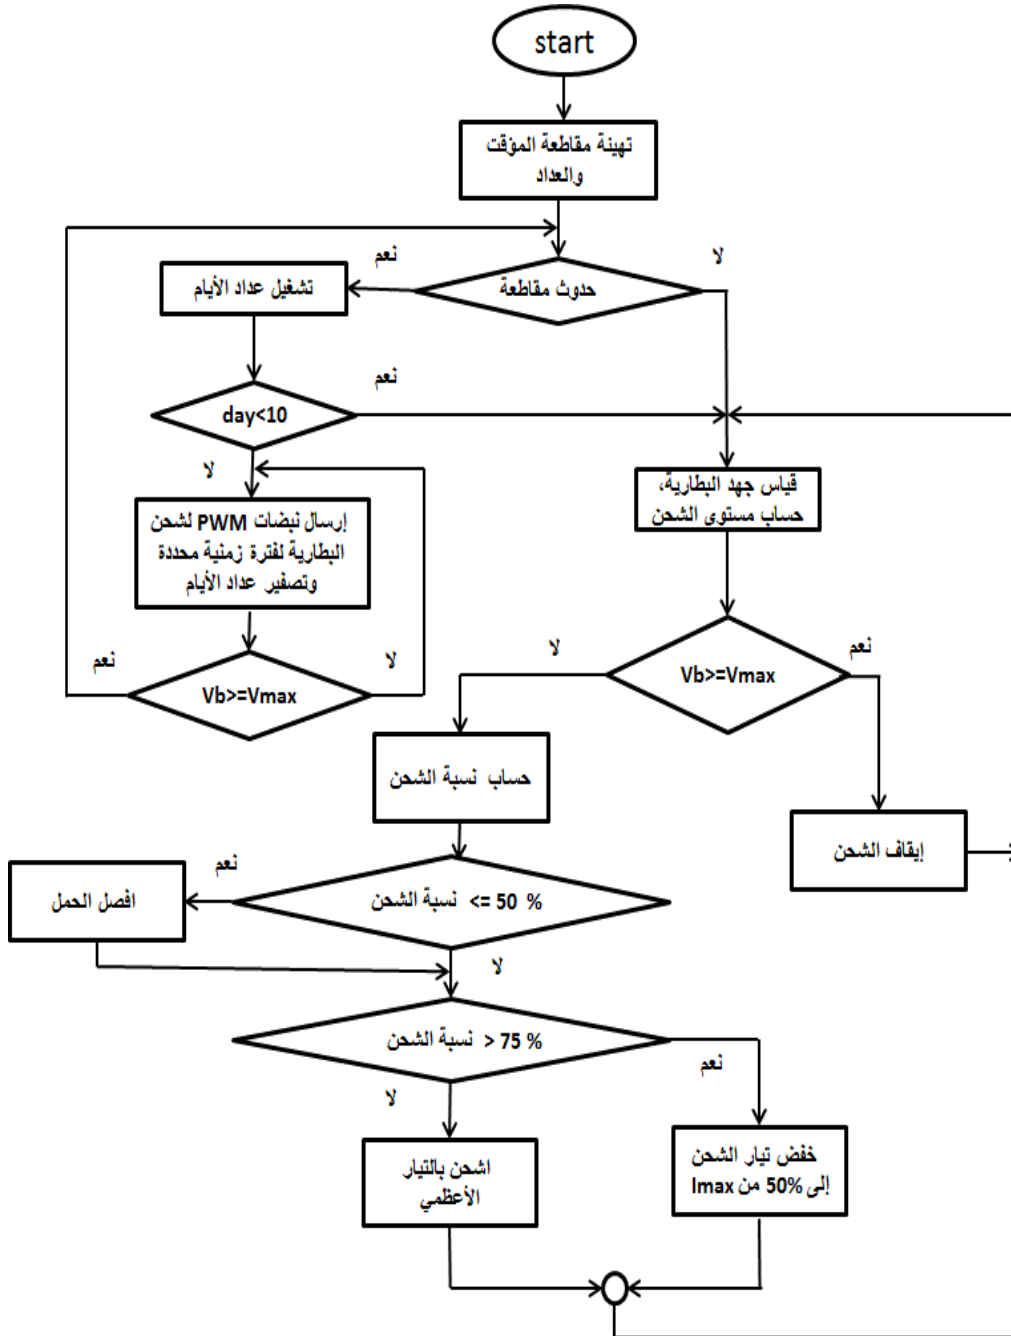 start
تهيئة مقاطعة المؤقت
والعداد
لا
نعم
حدوث مقاطعة
تشغيل عداد الأيام
نعم
day<10
لا
قياس جهد البطارية،
حساب مستوى الشحن
إرسال نبضات PWM لشحن
البطارية لفترة زمنية محددة
وتصفير عداد الأيام
نعم
لا
Vb>=Vmax
لا
نعم
Vb>=Vmax
حساب نسبة الشحن
إيقاف الشحن
نعم
افصل الحمل
نسبة الشحن <= 50 %
لا
نسبة الشحن > 75 %
نعم
لا
خفض تيار الشحن
إلى 50% من Imax
اشحن بالتيار
الأعظمي